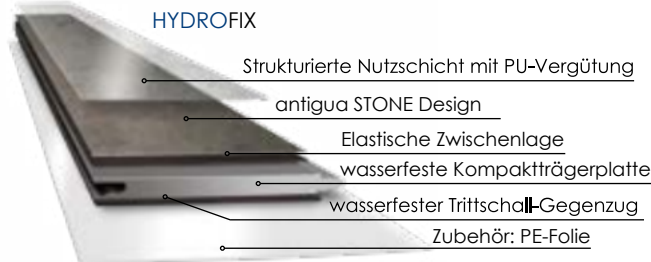 HYDROFIX
Strukturierte Nutzschicht mit PU-Vergütung
antigua STONE Design
Elastische Zwischenlage
wasserfeste Kompaktträgerplatte
wasserfester Trittschall-Gegenzug
Zubehör: PE-Folie